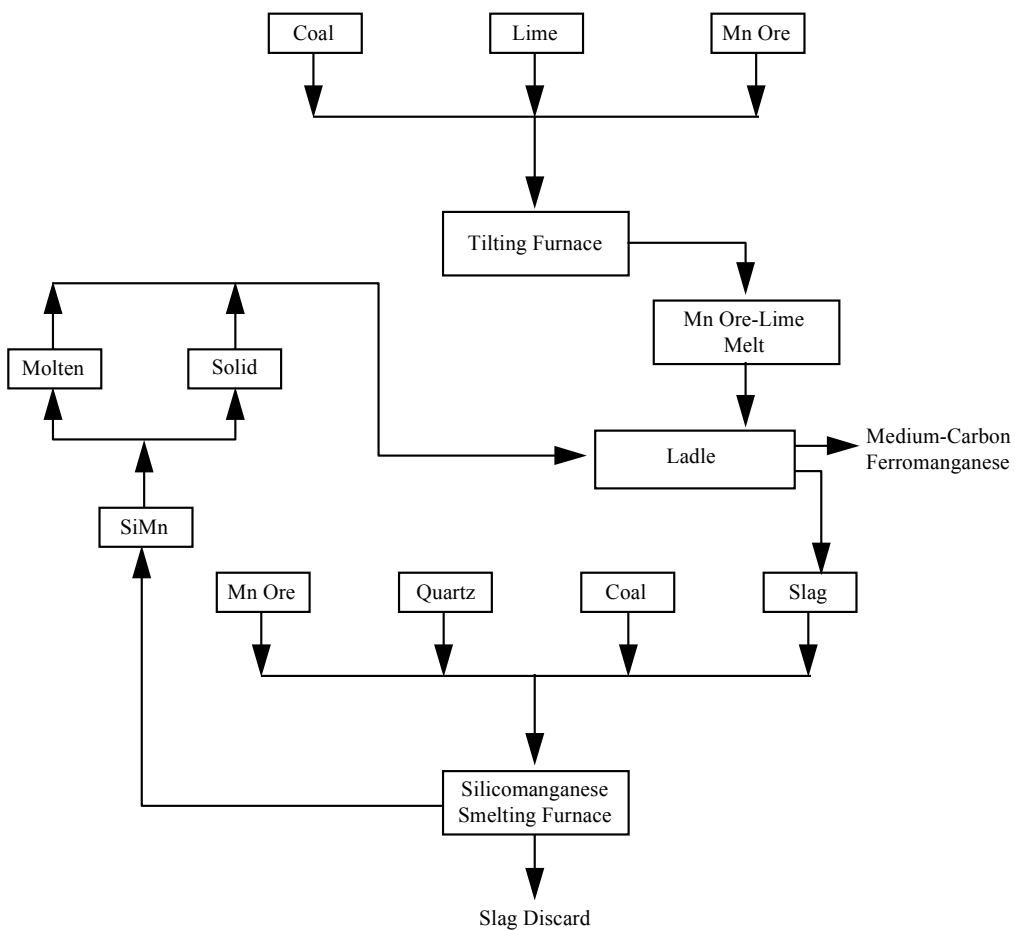 Coal
Lime
Mn Ore
Tilting Furnace
Mn Ore-Lime
Melt
Molten
Solid
Ladle
Medium-Carbon
Ferromanganese
SiMn
Mn Ore
Quartz
Coal
Slag
Silicomanganese
Smelting Furnace
Slag Discard